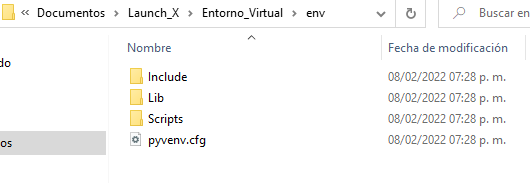 « Documentos > Launch_X > Entorno_Virtual > env
Buscar en
Nombre
Fecha de modificación
do
Include
08/02/2022 07:28 p. m.
Lib
08/02/2022 07:28 p. m.
Scripts
08/02/2022 07:28 p. m.
os
pyvenv.cfg
08/02/2022 07:28 p. m.